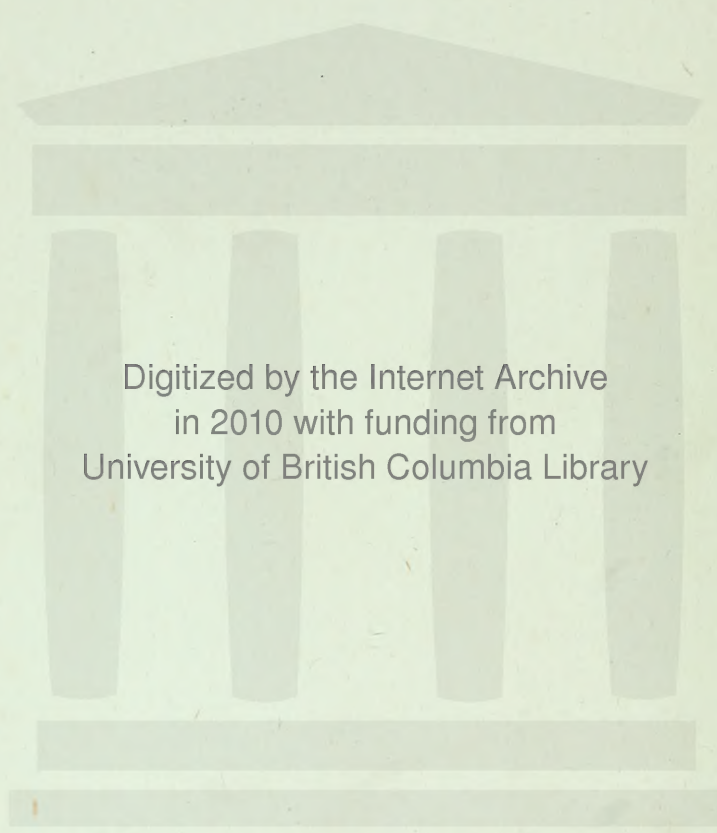 Digitized by the Internet Archive
in 2010 with funding from
University of British Columbia Library